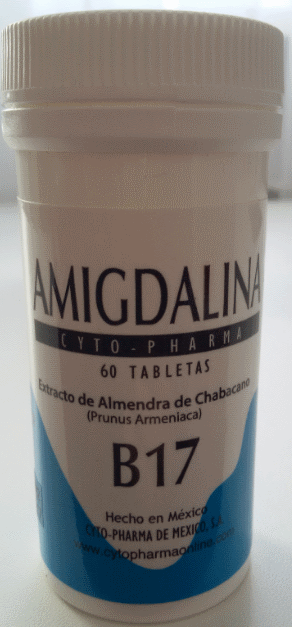 AMIGDALINA
CYTO-PHARMA
60 TABLETAS
Extracto de Almendra de Chabacano
(Prunus Armeniaca)
B17
Hecho en México
CYTO-PHARMA DE MEXICO, S.A.
www.cytopharmaonline.com